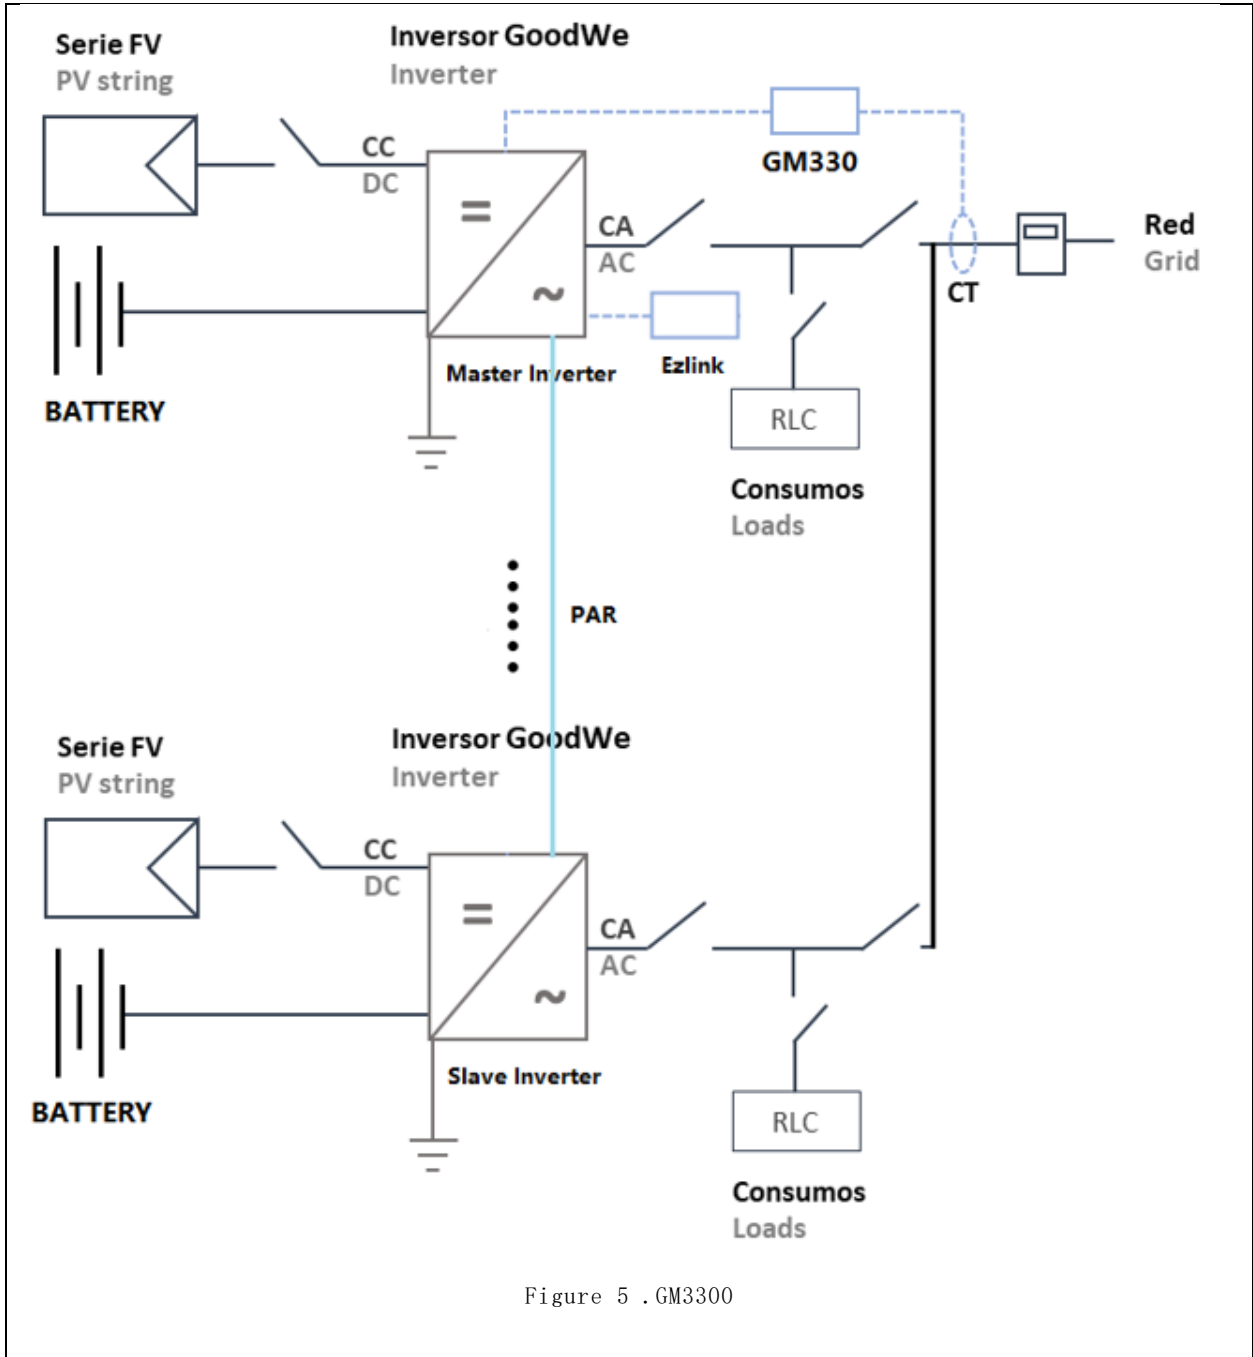 Serie FV
PV string
Inversor GoodWe
Inverter
CC
DC
GM330
CA
AC
Red
Grid
CT
Master Inverter
Ezlink
BATTERY
RLC
Consumos
Loads
PAR
Serie FV
PV string
Inversor GoodWe
Inverter
CC
DC
CA
AC
Slave Inverter
BATTERY
RLC
Consumos
Loads
Figure 5 .GM3300